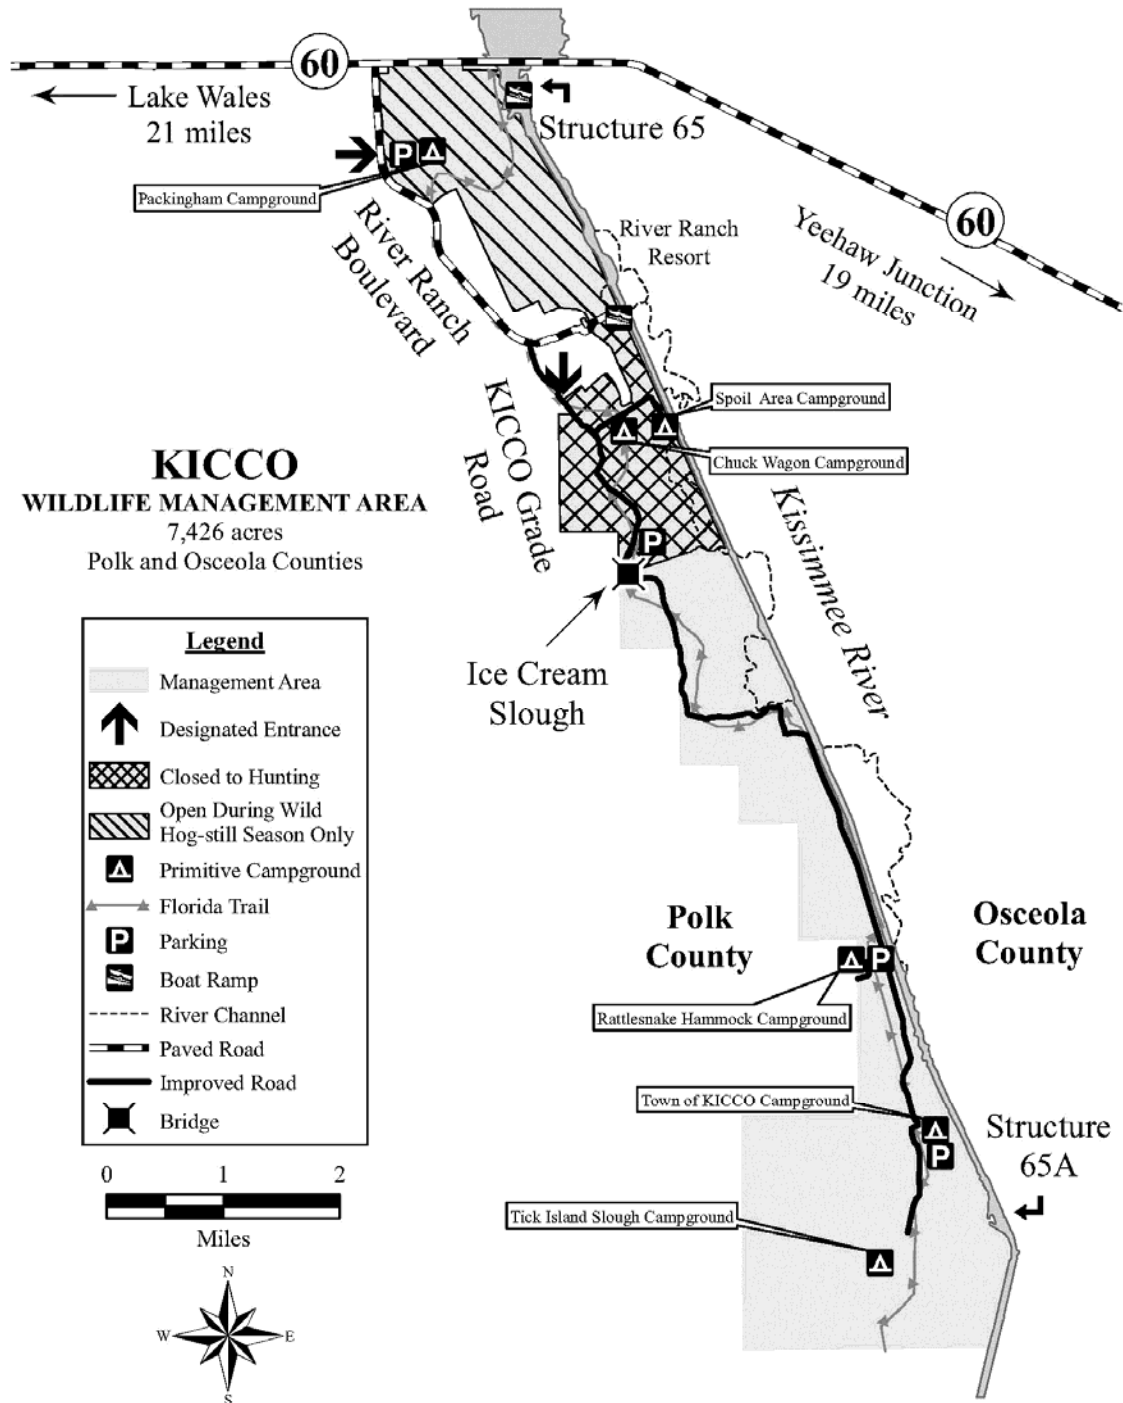 60
Lake Wales
21 miles
Structure 65
P
Packingham Campground
River Ranch
Boulevard
River Ranch
Resort
60
Yeehaw Junction
19 miles
Spoil Area Campground
Chuck Wagon Campground
KICCO Grade
Road
KICCO
WILDLIFE MANAGEMENT AREA
7,426 acres
Polk and Osceola Counties
Kissimmee River
P
Ice Cream
Slough
Legend
Management Area
Designated Entrance
Closed to Hunting
Open During Wild
Hog-still Season Only
Primitive Campground
Florida Trail
P Parking
Boat Ramp
River Channel
Paved Road
Improved Road
Bridge
Polk
County
Osceola
County
P
Rattlesnake Hammock Campground
Town of KICCO Campground
P
Structure
65A
Tick Island Slough Campground
0 1 2
Miles
N
W E
S